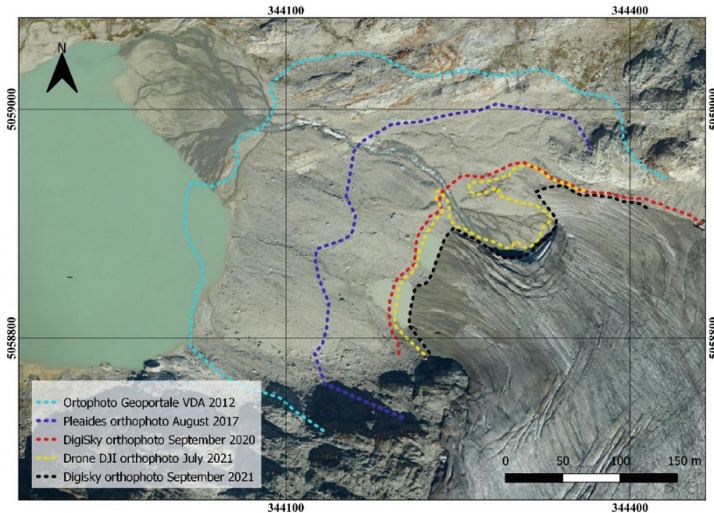 344100 344400
N
5059000 5059000
5058800 5058800
Ortophoto Geoportale VDA 2012
Pleaides orthophoto August 2017
DigiSky orthophoto September 2020
Drone DJI orthophoto July 2021
Digisky orthophoto September 2021
0 50 100 150 m
344100 344400